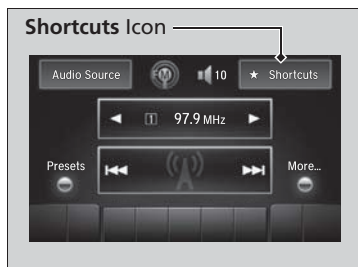 Shortcuts Icon
Audio Source FM 10 ★ Shortcuts
◄ 1 97.9 MHz ►
Presets More...